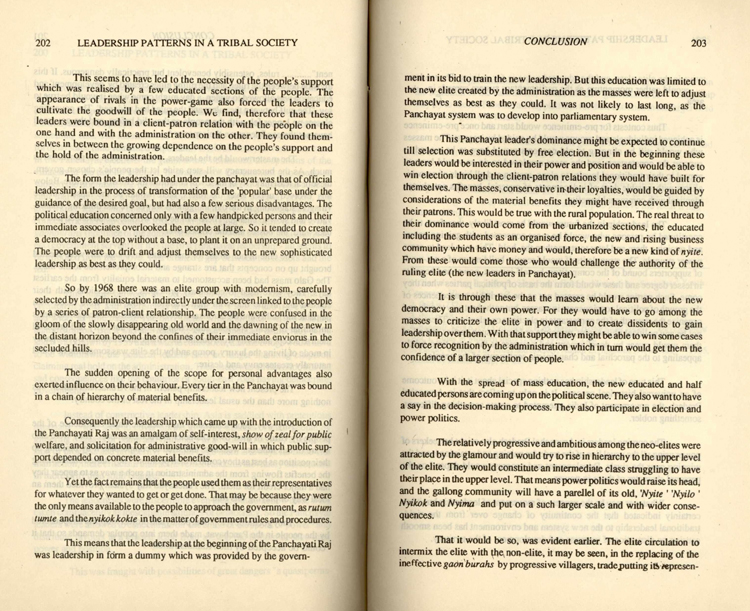 202 LEADERSHIP PATTERNS IN A TRIBAL SOCIETY
This seems to have led to the necessity of the people's support
which was realised by a few educated sections of the people. The
appearance of rivals in the power-game also forced the leaders to
cultivate the goodwill of the people. We find, therefore that these
leaders were bound in a client-patron relation with the people on the
one hand and with the administration on the other. They found them-
selves in between the growing dependence on the people's support and
the hold of the administration.
The form the leadership had under the panchayat was that of official
leadership in the process of transformation of the 'popular' base under the
guidance of the desired goal, but had also a few serious disadvantages. The
political education concerned only with a few handpicked persons and their
immediate associates overlooked the people at large. So it tended to create
a democracy at the top without a base, to plant it on an unprepared ground.
The people were to drift and adjust themselves to the new sophisticated
leadership as best as they could.
So by 1968 there was an elite group with modernism, carefully
selected by the administration indirectly under the screen linked to the people
by a series of patron-client relationship. The people were confused in the
gloom of the slowly disappearing old world and the dawning of the new in
the distant horizon beyond the confines of their immediate enviorus in the
secluded hills.
The sudden opening of the scope for personal advantages also
exerted influence on their behaviour. Every tier in the Panchayat was bound
in a chain of hierarchy of material benefits.
Consequently the leadership which came up with the introduction of
the Panchayati Raj was an amalgam of self-interest, show of zeal for public
welfare, and solicitation for administrative good-will in which public sup-
port depended on concrete material benefits.
Yet the fact remains that the people used them as their representatives
for whatever they wanted to get or get done. That may be because they were
the only means available to the people to approach the government, as rutum
tumte and the nyikok kokte in the matter of government rules and procedures.
This means that the leadership at the beginning of the Panchayati Raj
was leadership in form a dummy which was provided by the govern-
CONCLUSION 203
ment in its bid to train the new leadership. But this education was limited to
the new elite created by the administration as the masses were left to adjust
themselves as best as they could. It was not likely to last long, as the
Panchayat system was to develop into parliamentary system.
This Panchayat leader's dominance might be expected to continue
till selection was substituted by free election. But in the beginning these
leaders would be interested in their power and position and would be able to
win election through the client-patron relations they would have built for
themselves. The masses, conservative in their loyalties, would be guided by
considerations of the material benefits they might have received through
their patrons. This would be true with the rural population. The real threat to
their dominance would come from the urbanized sections, the educated
including the students as an organised force, the new and rising business
community which have money and would, therefore be a new kind of nyite.
From these would come those who would challenge the authority of the
ruling elite (the new leaders in Panchayat).
It is through these that the masses would learn about the new
democracy and their own power. For they would have to go among the
masses to criticize the elite in power and to create dissidents to gain
leadership over them. With that support they might be able to win some cases
to force recognition by the administration which in turn would get them the
confidence of a larger section of people.
With the spread of mass education, the new educated and half
educated persons are coming up on the political scene. They also want to have
a say in the decision-making process. They also participate in election and
power politics.
The relatively progressive and ambitious among the neo-elites were
attracted by the glamour and would try to rise in hierarchy to the upper level
of the elite. They would constitute an intermediate class struggling to have
their place in the upper level. That means power politics would raise its head,
and the gallong community will have a parellel of its old, 'Nyite ' 'Nyilo '
Nyikok and Nyima and put on a such larger scale and with wider conse-
quences.
That it would be so, was evident earlier. The elite circulation to
intermix the elite with the non-elite, it may be seen, in the replacing of the
ineffective gaon burahs by progressive villagers, trade putting its represen-